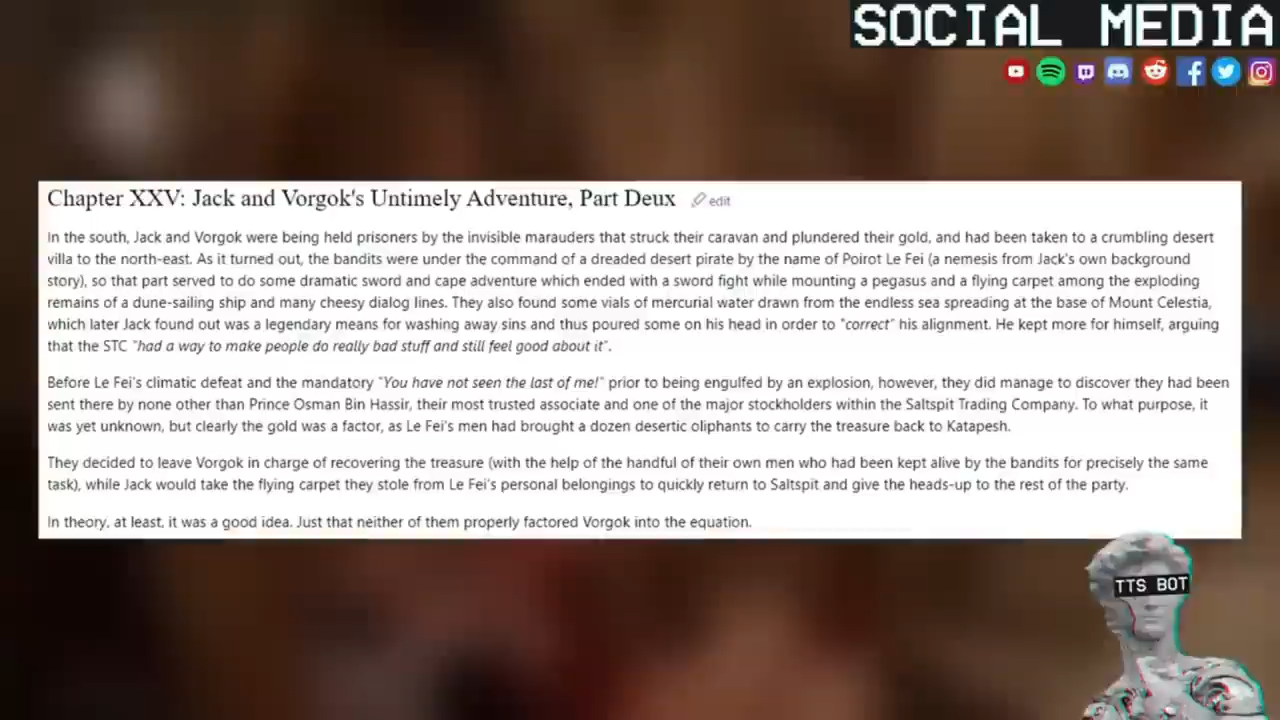 SOCIAL MEDIA
Chapter XXV: Jack and Vorgok's Untimely Adventure, Part Deux edit
In the south, Jack and Vorgok were being held prisoners by the invisible marauders that struck their caravan and plundered their gold, and had been taken to a crumbling desert
villa to the north-east. As it turned out, the bandits were under the command of a dreaded desert pirate by the name of Poirot Le Fei (a nemesis from Jack's own background
story), so that part served to do some dramatic sword and cape adventure which ended with a sword fight while mounting a pegasus and a flying carpet among the exploding
remains of a dune-sailing ship and many cheesy dialog lines. They also found some vials of mercurial water drawn from the endless sea spreading at the base of Mount Celestia,
which later Jack found out was a legendary means for washing away sins and thus poured some on his head in order to "correct" his alignment. He kept more for himself, arguing
that the STC "had a way to make people do really bad stuff and still feel good about it".
Before Le Fei's climatic defeat and the mandatory "You have not seen the last of me!" prior to being engulfed by an explosion, however, they did manage to discover they had been
sent there by none other than Prince Osman Bin Hassir, their most trusted associate and one of the major stockholders within the Saltspit Trading Company. To what purpose, it
was yet unknown, but clearly the gold was a factor, as Le Fei's men had brought a dozen desertic oliphants to carry the treasure back to Katapesh.
They decided to leave Vorgok in charge of recovering the treasure (with the help of the handful of their own men who had been kept alive by the bandits for precisely the same
task), while Jack would take the flying carpet they stole from Le Fei's personal belongings to quickly return to Saltspit and give the heads-up to the rest of the party.
In theory, at least, it was a good idea. Just that neither of them properly factored Vorgok into the equation.
TTS BOT